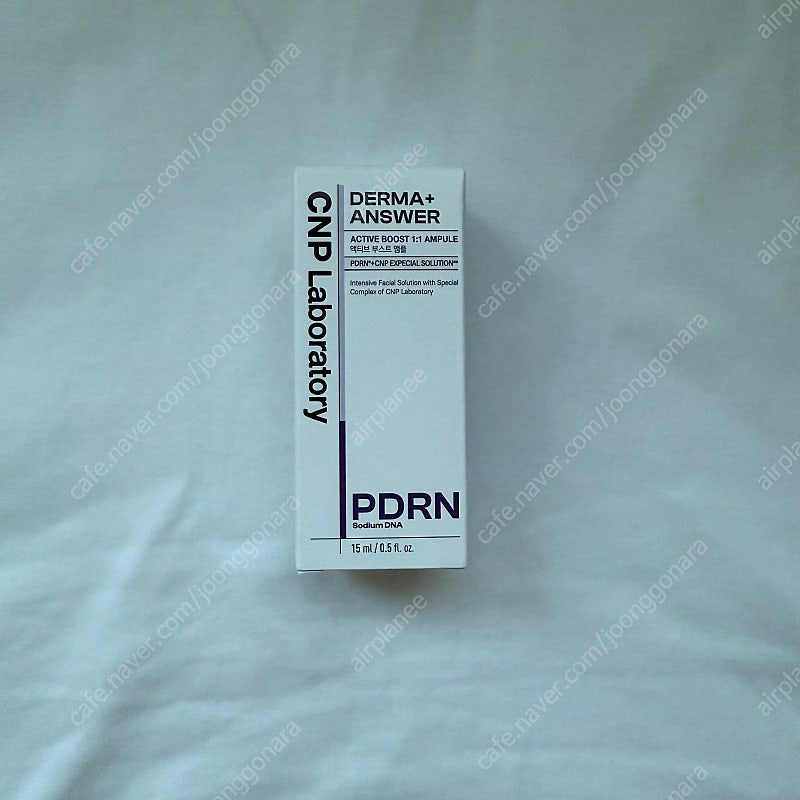 CNP Laboratory
DERMA+
ANSWER
ACTIVE BOOST 1:1 AMPULE
액티브 부스트 앰플
PDRN*+CNP EXPECIAL SOLUTION**
Intensive Facial Solution with Special
Complex of CNP Laboratory
PDRN
Sodium DNA
15 ml / 0.5 fl. oz.
cafe.naver.com/joonggonara
airplanee